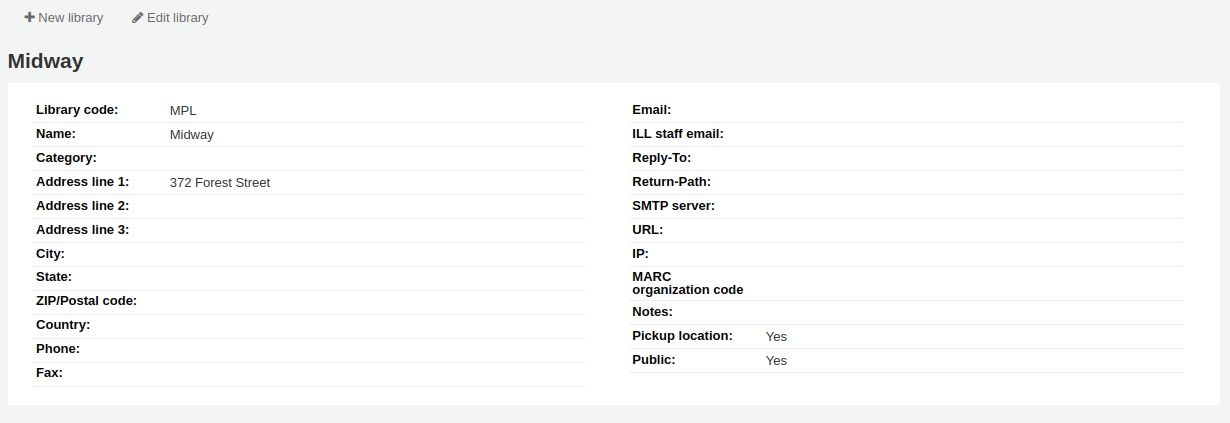 New library Edit library
Midway
Library code: MPL
Name: Midway
Category:
Address line 1: 372 Forest Street
Address line 2:
Address line 3:
City:
State:
ZIP/Postal code:
Country:
Phone:
Fax:
Email:
ILL staff email:
Reply-To:
Return-Path:
SMTP server:
URL:
IP:
MARC
organization code
Notes:
Pickup location: Yes
Public: Yes